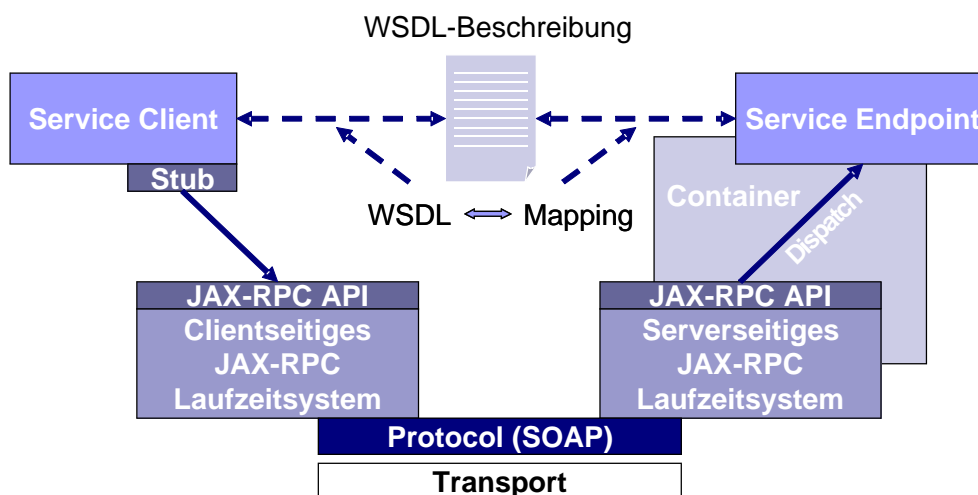 WSDL-Beschreibung
Service Client
Service Endpoint
Stub
Container
WSDL
Mapping
Dispatch
JAX-RPC API
Clientseitiges
JAX-RPC
Laufzeitsystem
JAX-RPC API
Serverseitiges
JAX-RPC
Laufzeitsystem
Protocol (SOAP)
Transport